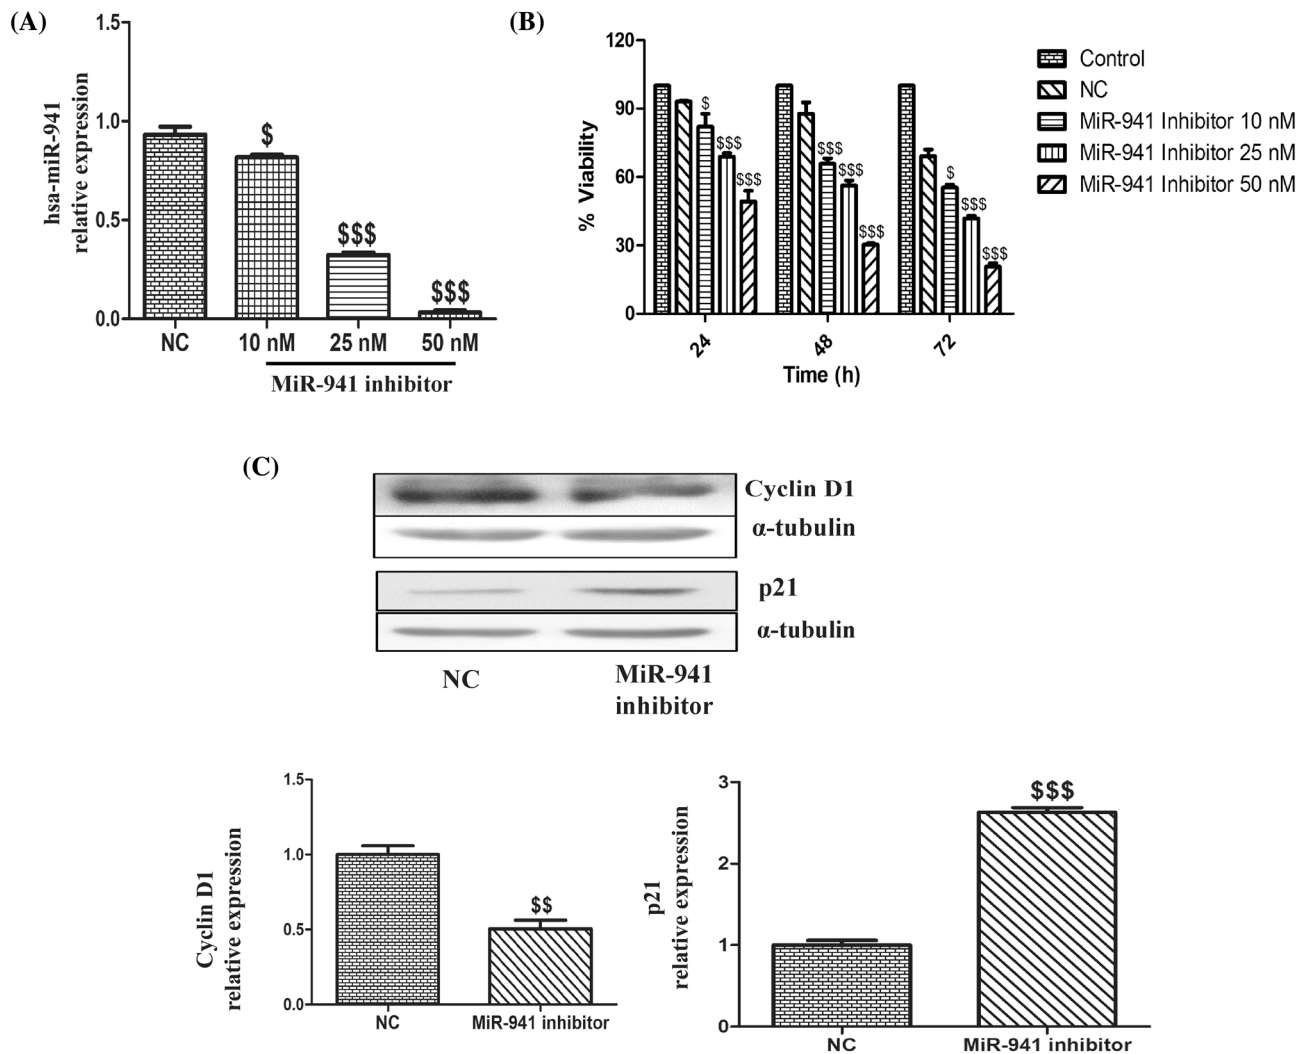 (A)
hsa-miR-941
relative expression
1.5
1.0
0.5
0.0
$
$$$
$$$
NC 10 nM 25 nM 50 nM
MiR-941 inhibitor
(B)
% Viability
120
90
60
30
0
$
$$$
$$$
$$$
$$$
$$$
$
$$$
$$$
24 48 72
Time (h)
Control
NC
MiR-941 Inhibitor 10 nM
MiR-941 Inhibitor 25 nM
MiR-941 Inhibitor 50 nM
(C)
Cyclin D1
α-tubulin
p21
α-tubulin
NC
MiR-941
inhibitor
Cyclin D1
relative expression
1.5
1.0
0.5
0.0
$$
NC MiR-941 inhibitor
p21
relative expression
3
2
1
0
$$$
NC MiR-941 inhibitor